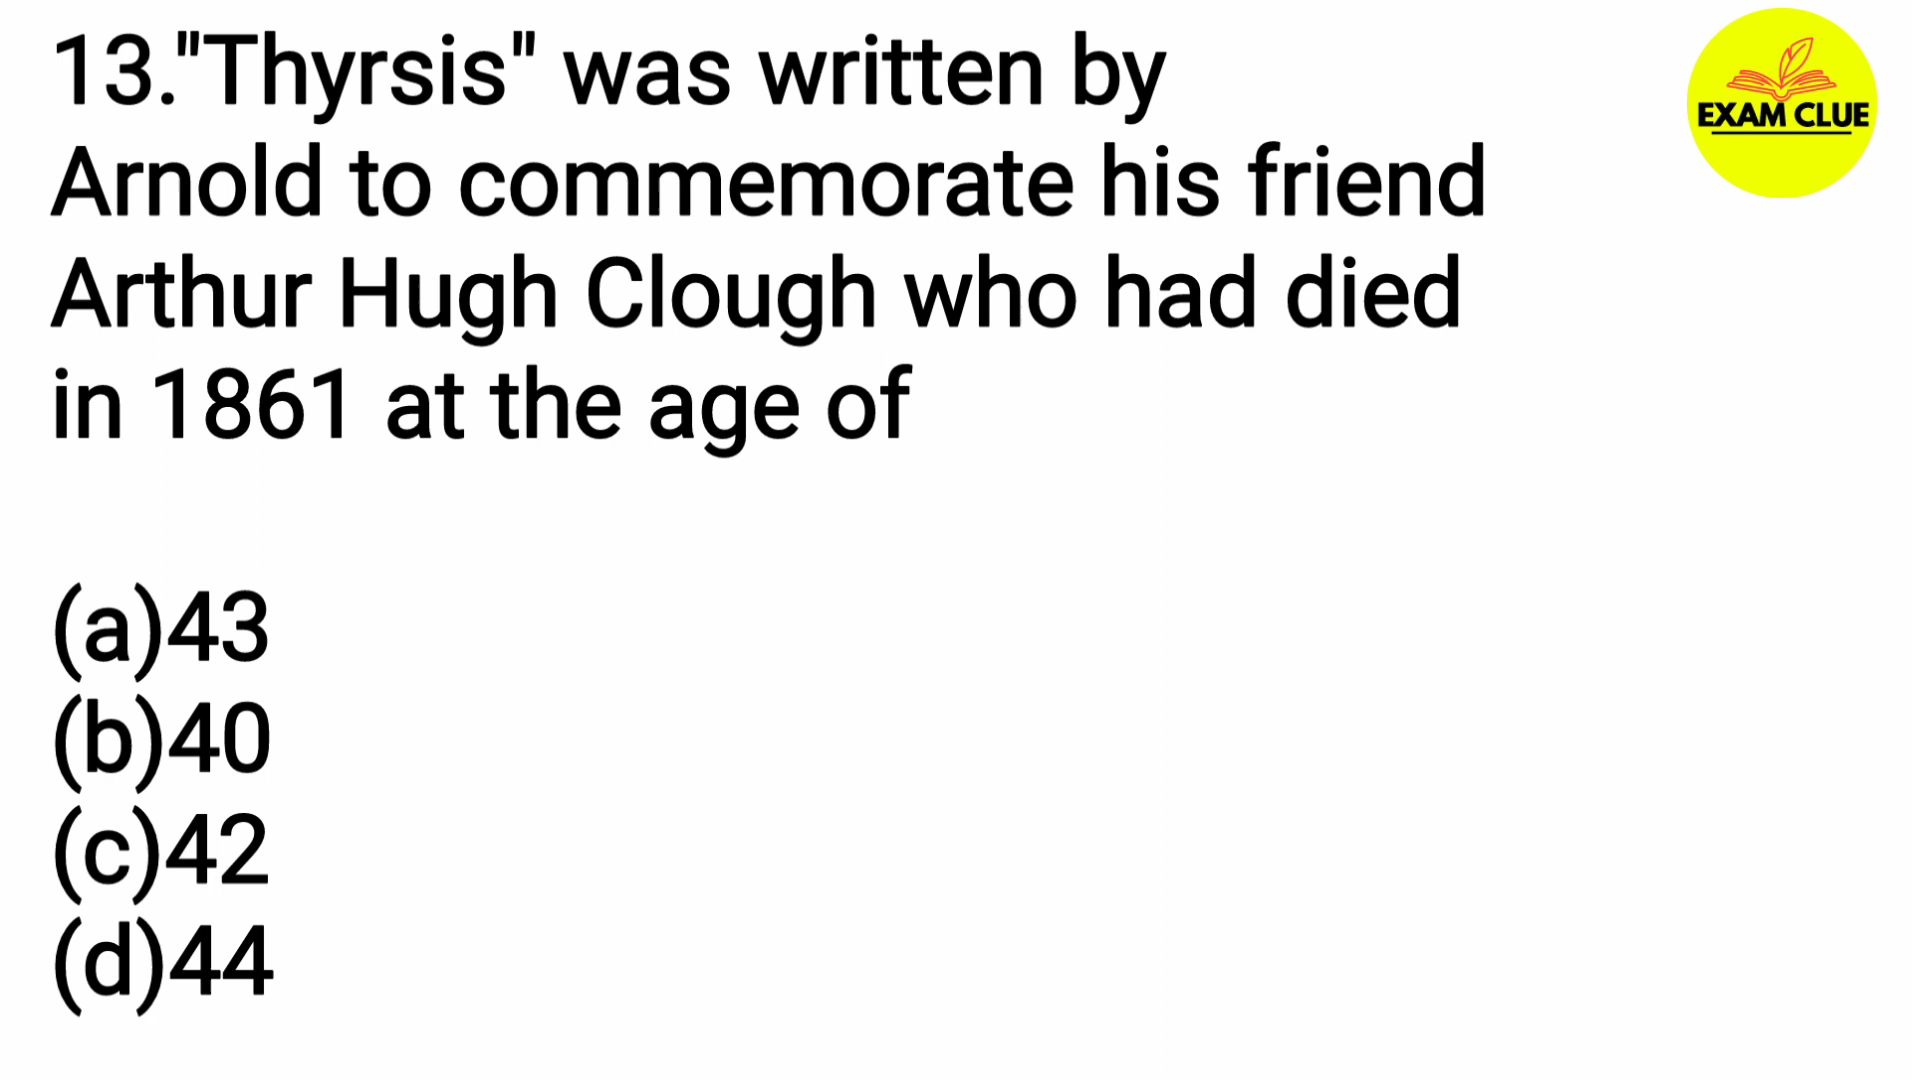 13."Thyrsis" was written by
Arnold to commemorate his friend
Arthur Hugh Clough who had died
in 1861 at the age of
(a)43
(b)40
(c)42
(d)44
EXAM CLUE